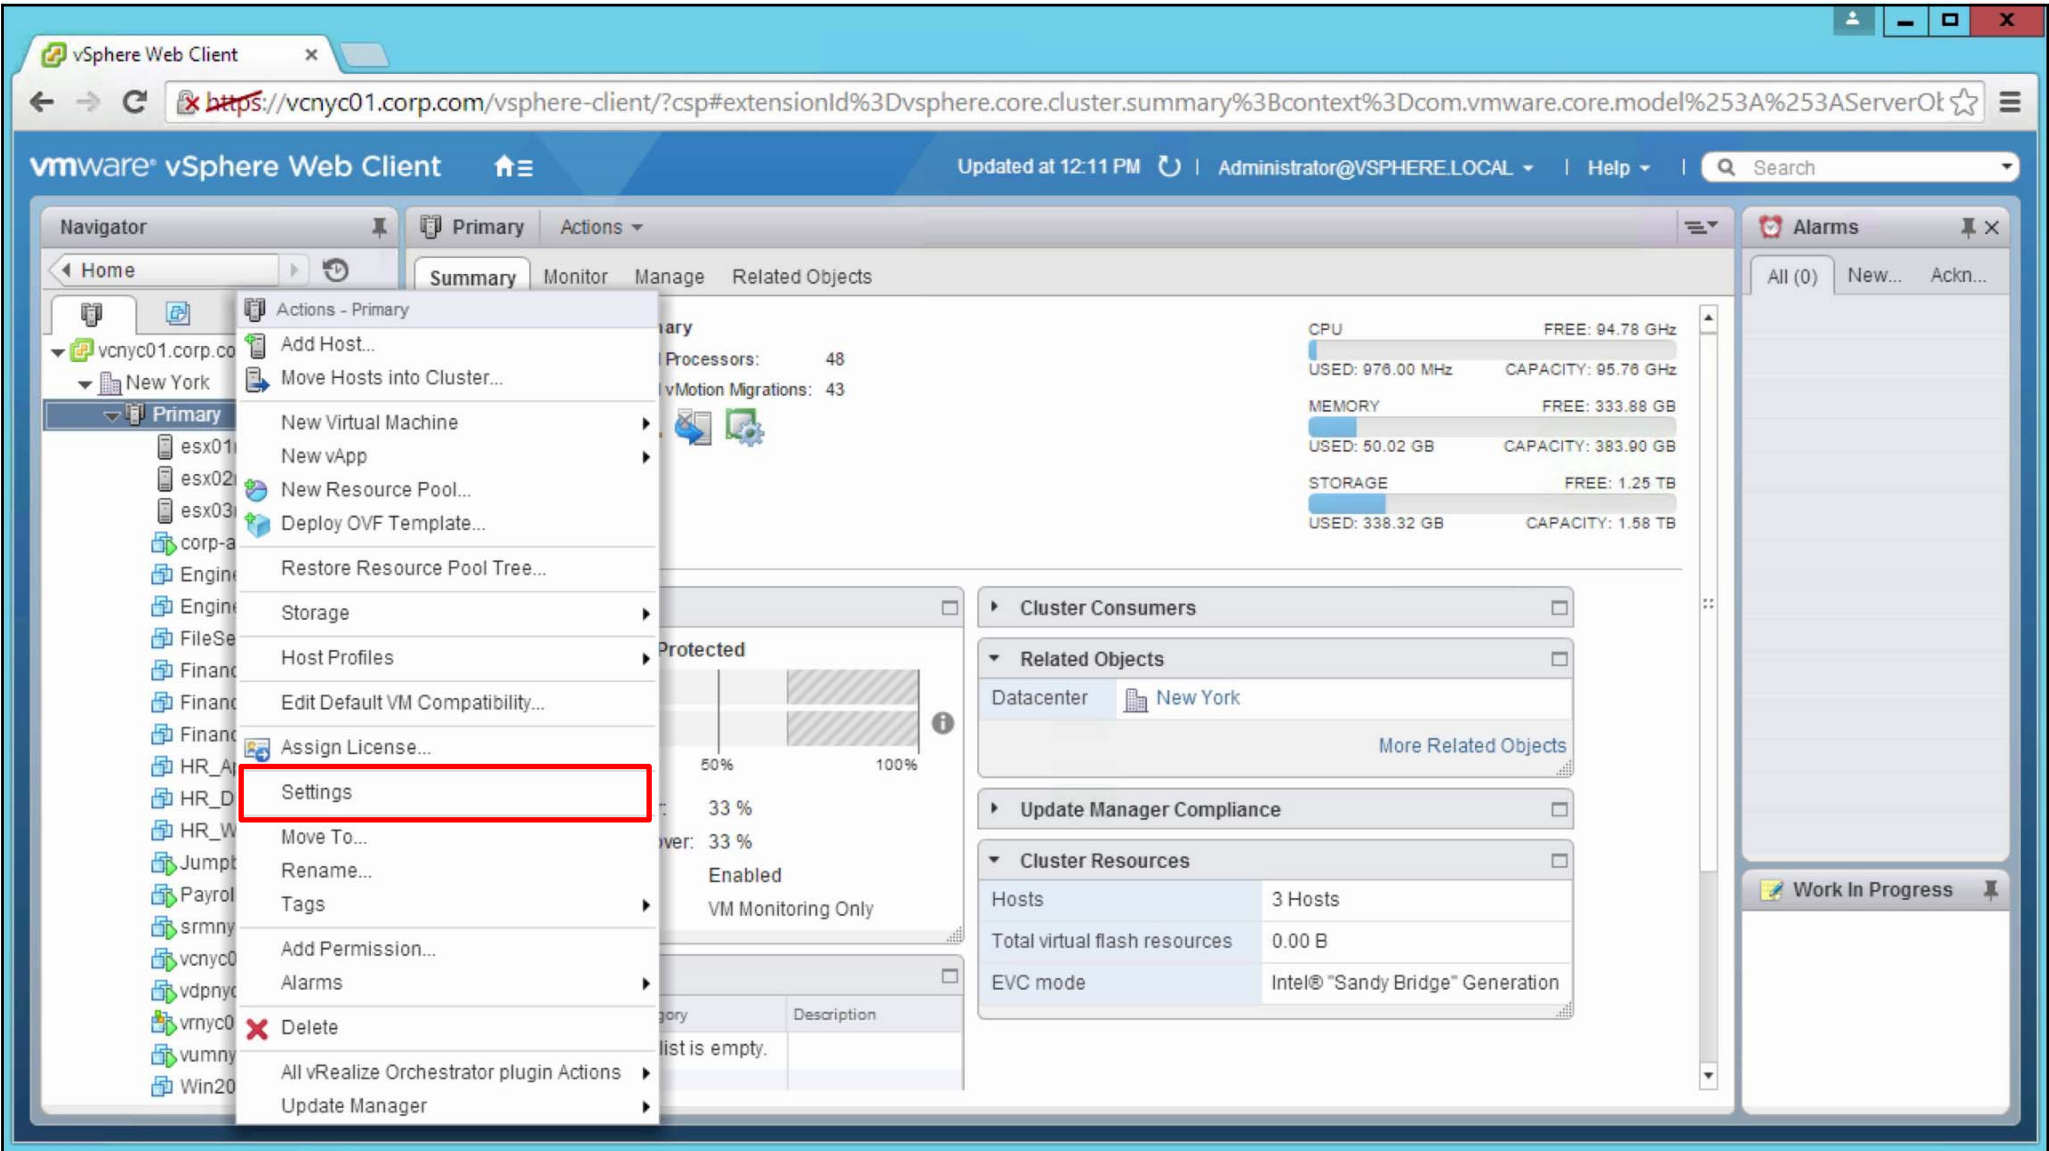 vSphere Web Client
https://vcnyc01.corp.com/vsphere-client/?csp#extensionId%3Dvsphere.core.cluster.summary%3Bcontext%3Dcom.vmware.core.model%253A%253AServerOb
vmware vSphere Web Client
Updated at 12:11 PM | Administrator@VSPHERE.LOCAL | Help | Search
Navigator
Home
vcnyc01.corp.co
New York
Primary
esx01
esx02
esx03
corp-a
Engine
Engine
FileSe
Financ
Financ
Financ
HR_A
HR_D
HR_W
Jumpb
Payrol
srmny
vcnyc0
vdpnyc
vrnyc0
vumny
Win20
Actions - Primary
Add Host...
Move Hosts into Cluster...
New Virtual Machine
New vApp
New Resource Pool...
Deploy OVF Template...
Restore Resource Pool Tree...
Storage
Host Profiles
Edit Default VM Compatibility...
Assign License...
Settings
Move To...
Rename...
Tags
Add Permission...
Alarms
Delete
All vRealize Orchestrator plugin Actions
Update Manager
Primary Actions
Summary Monitor Manage Related Objects
ary
Processors: 48
vMotion Migrations: 43
CPU FREE: 94.78 GHz
USED: 976.00 MHz CAPACITY: 95.76 GHz
MEMORY FREE: 333.88 GB
USED: 50.02 GB CAPACITY: 383.90 GB
STORAGE FREE: 1.25 TB
USED: 338.32 GB CAPACITY: 1.58 TB
Protected
50% 100%
33 %
over: 33 %
Enabled
VM Monitoring Only
gory Description
list is empty.
Cluster Consumers
Related Objects
Datacenter New York
More Related Objects
Update Manager Compliance
Cluster Resources
Hosts 3 Hosts
Total virtual flash resources 0.00 B
EVC mode Intel® "Sandy Bridge" Generation
Alarms
All (0) New... Ackn...
Work In Progress